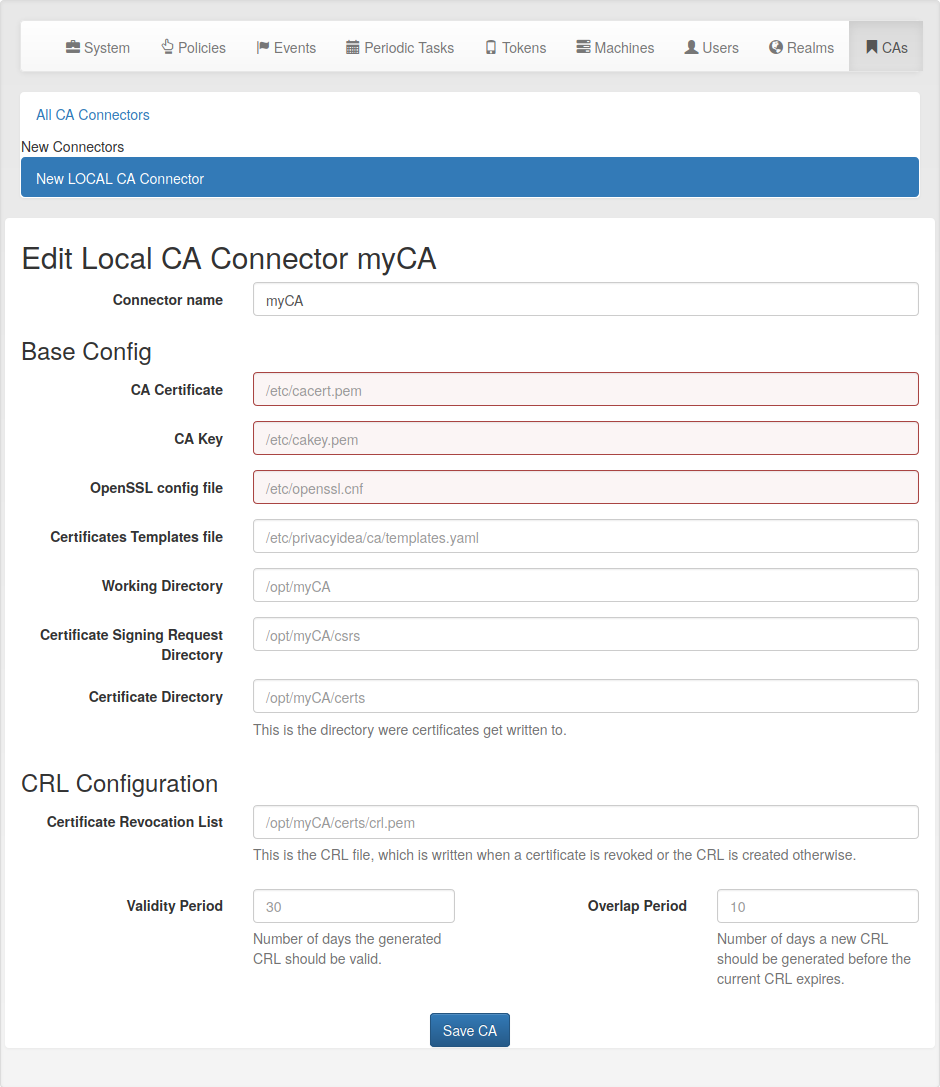 System Policies Events Periodic Tasks Tokens Machines Users Realms CAs
All CA Connectors
New Connectors
New LOCAL CA Connector
Edit Local CA Connector myCA
Connector name myCA
Base Config
CA Certificate /etc/cacert.pem
CA Key /etc/cakey.pem
OpenSSL config file /etc/openssl.cnf
Certificates Templates file /etc/privacyidea/ca/templates.yaml
Working Directory /opt/myCA
Certificate Signing Request /opt/myCA/csrs
Directory
Certificate Directory /opt/myCA/certs
This is the directory were certificates get written to.
CRL Configuration
Certificate Revocation List /opt/myCA/certs/crl.pem
This is the CRL file, which is written when a certificate is revoked or the CRL is created otherwise.
Validity Period 30
Number of days the generated
CRL should be valid.
Overlap Period 10
Number of days a new CRL
should be generated before the
current CRL expires.
Save CA